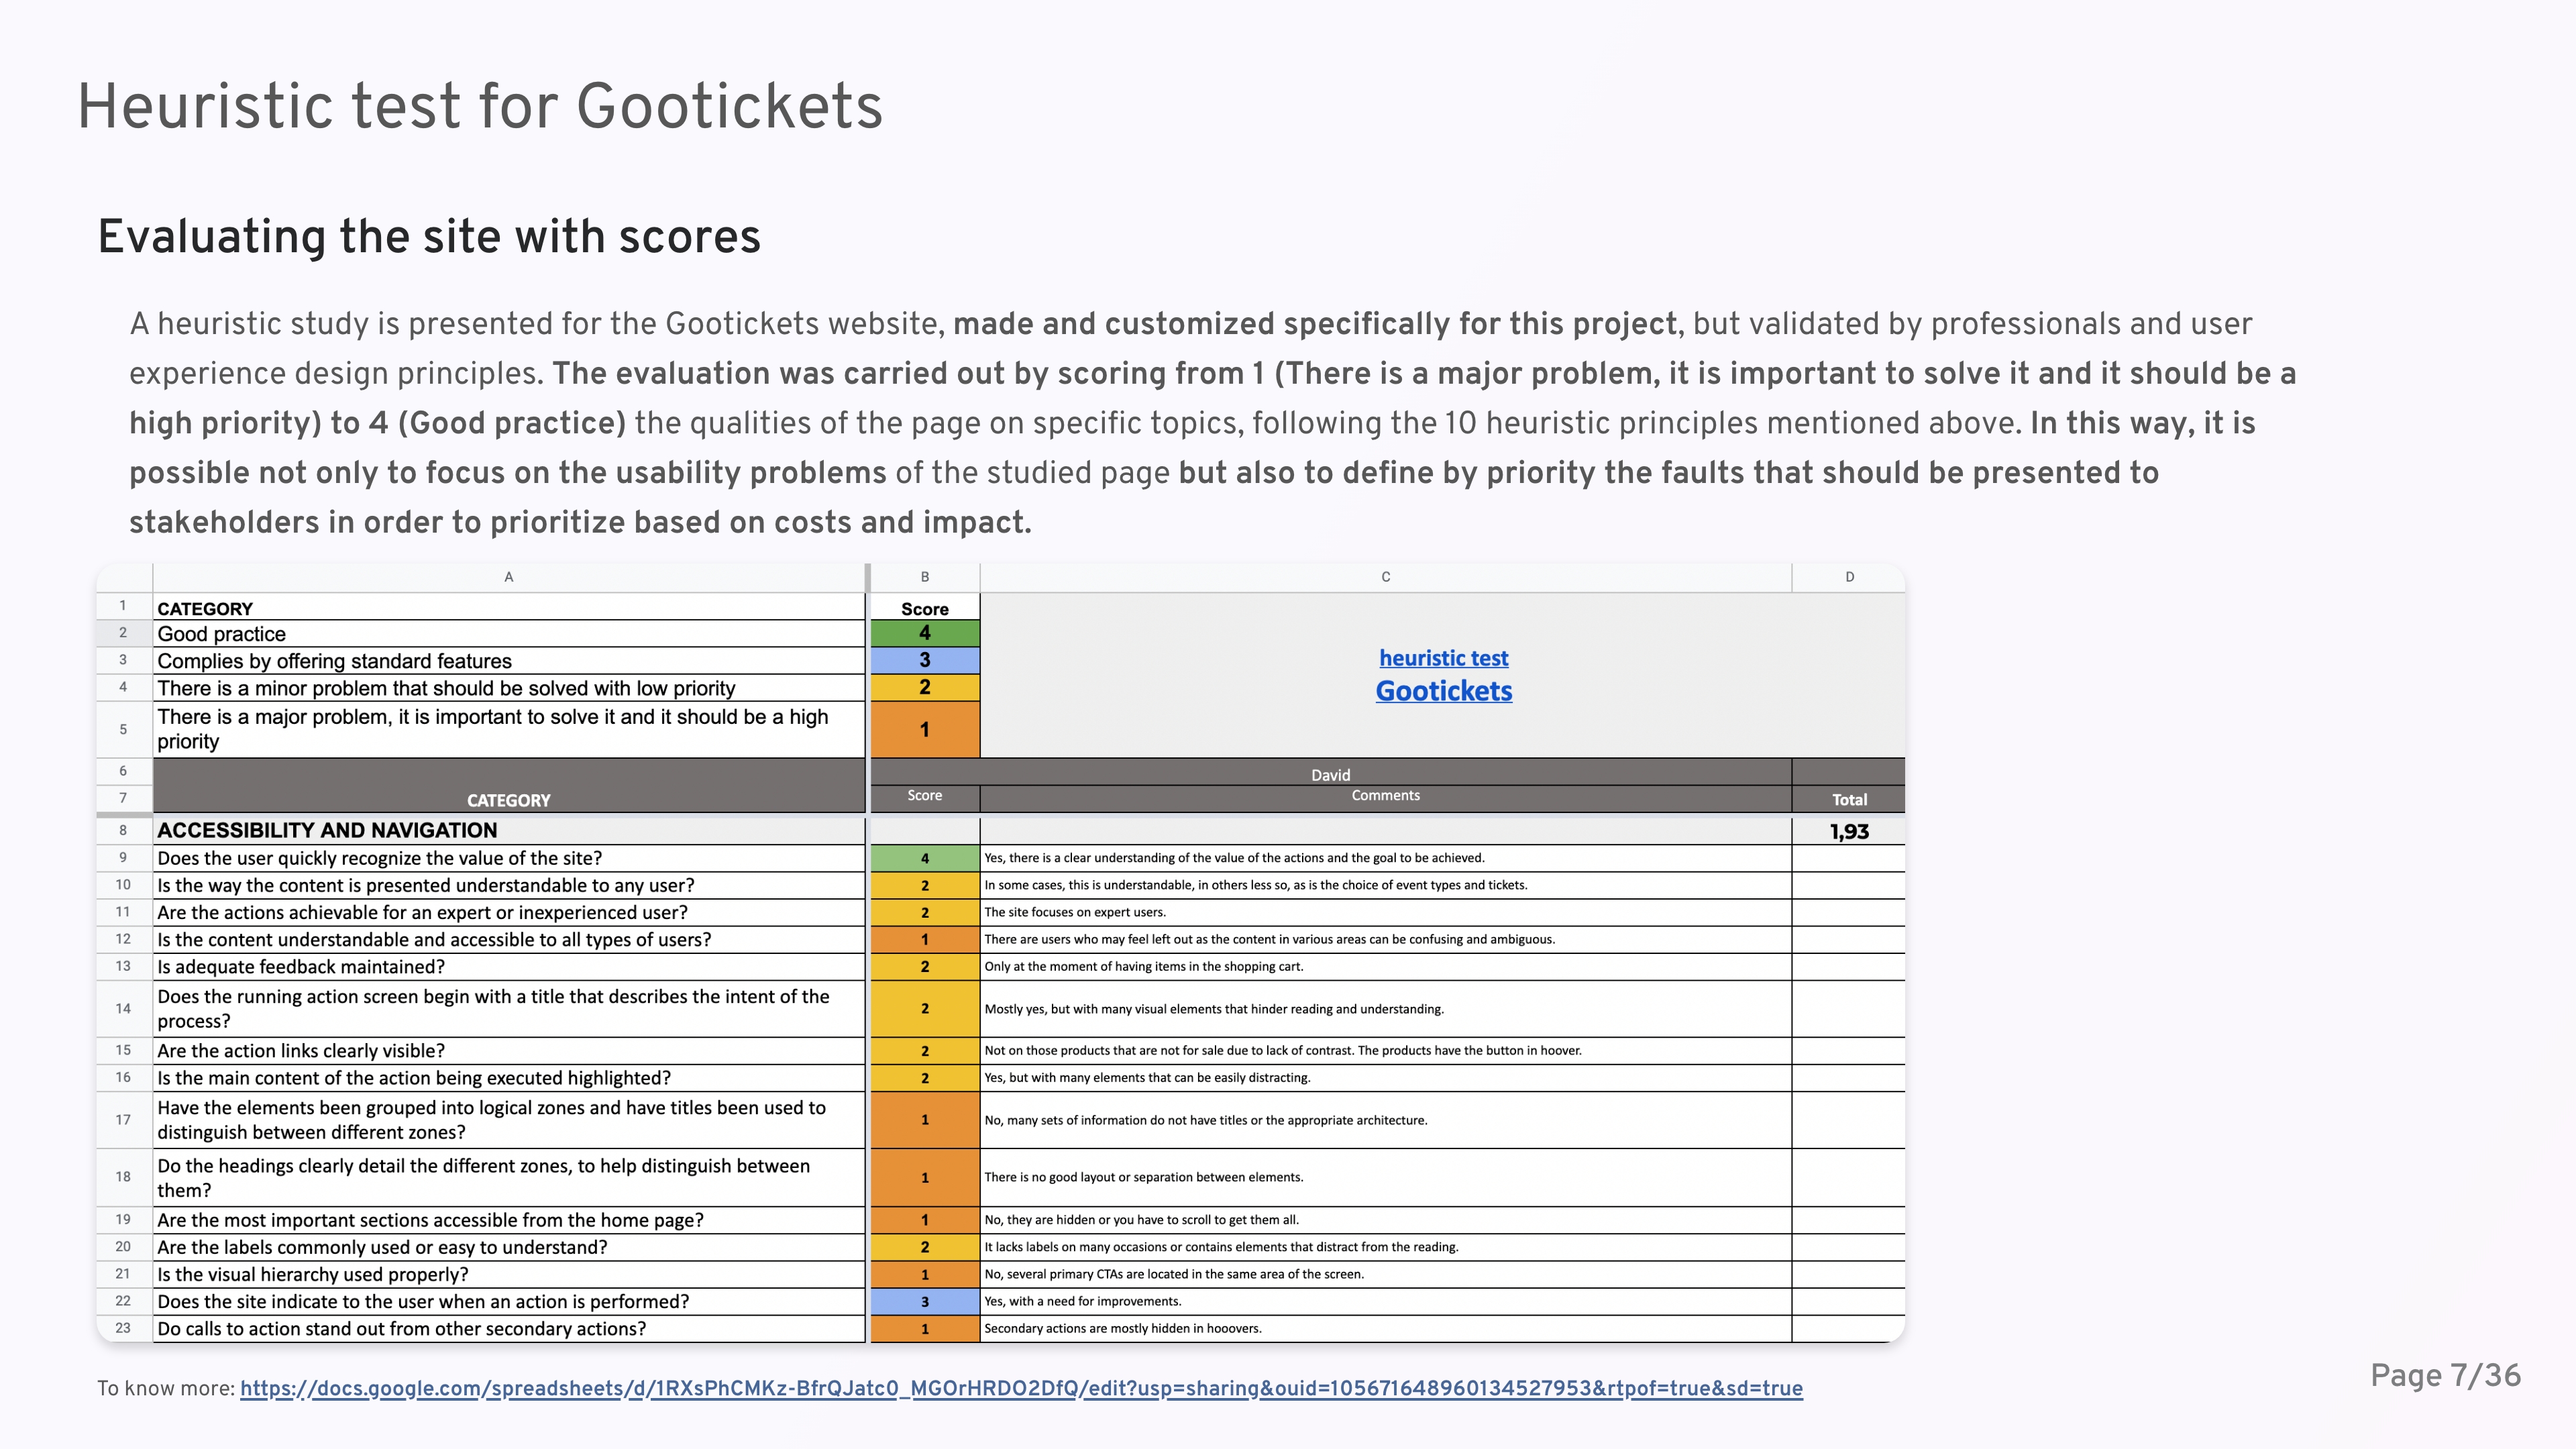 Heuristic test for Gootickets
Evaluating the site with scores
A heuristic study is presented for the Gootickets website, made and customized specifically for this project, but validated by professionals and user
experience design principles. The evaluation was carried out by scoring from 1 (There is a major problem, it is important to solve it and it should be a
high priority) to 4 (Good practice) the qualities of the page on specific topics, following the 10 heuristic principles mentioned above. In this way, it is
possible not only to focus on the usability problems of the studied page but also to define by priority the faults that should be presented to
stakeholders in order to prioritize based on costs and impact.
A B C D
1 CATEGORY Score
2 Good practice 4
3 Complies by offering standard features 3
heuristic test
4 There is a minor problem that should be solved with low priority 2
Gootickets
5 There is a major problem, it is important to solve it and it should be a high
priority 1
6 David
7 CATEGORY Score Comments Total
8 ACCESSIBILITY AND NAVIGATION 1,93
9 Does the user quickly recognize the value of the site? 4 Yes, there is a clear understanding of the value of the actions and the goal to be achieved.
10 Is the way the content is presented understandable to any user? 2 In some cases, this is understandable, in others less so, as is the choice of event types and tickets.
11 Are the actions achievable for an expert or inexperienced user? 2 The site focuses on expert users.
12 Is the content understandable and accessible to all types of users? 1 There are users who may feel left out as the content in various areas can be confusing and ambiguous.
13 Is adequate feedback maintained? 2 Only at the moment of having items in the shopping cart.
14 Does the running action screen begin with a title that describes the intent of the
process? 2 Mostly yes, but with many visual elements that hinder reading and understanding.
15 Are the action links clearly visible? 2 Not on those products that are not for sale due to lack of contrast. The products have the button in hoover.
16 Is the main content of the action being executed highlighted? 2 Yes, but with many elements that can be easily distracting.
17 Have the elements been grouped into logical zones and have titles been used to
distinguish between different zones? 1 No, many sets of information do not have titles or the appropriate architecture.
18 Do the headings clearly detail the different zones, to help distinguish between
them? 1 There is no good layout or separation between elements.
19 Are the most important sections accessible from the home page? 1 No, they are hidden or you have to scroll to get them all.
20 Are the labels commonly used or easy to understand? 2 It lacks labels on many occasions or contains elements that distract from the reading.
21 Is the visual hierarchy used properly? 1 No, several primary CTAs are located in the same area of the screen.
22 Does the site indicate to the user when an action is performed? 3 Yes, with a need for improvements.
23 Do calls to action stand out from other secondary actions? 1 Secondary actions are mostly hidden in hooovers.
To know more: https://docs.google.com/spreadsheets/d/1RXsPhCMKz-BfrQJatc0_MGOrHRDO2DfQ/edit?usp=sharing&ouid=105671648960134527953&rtpof=true&sd=true
Page 7/36